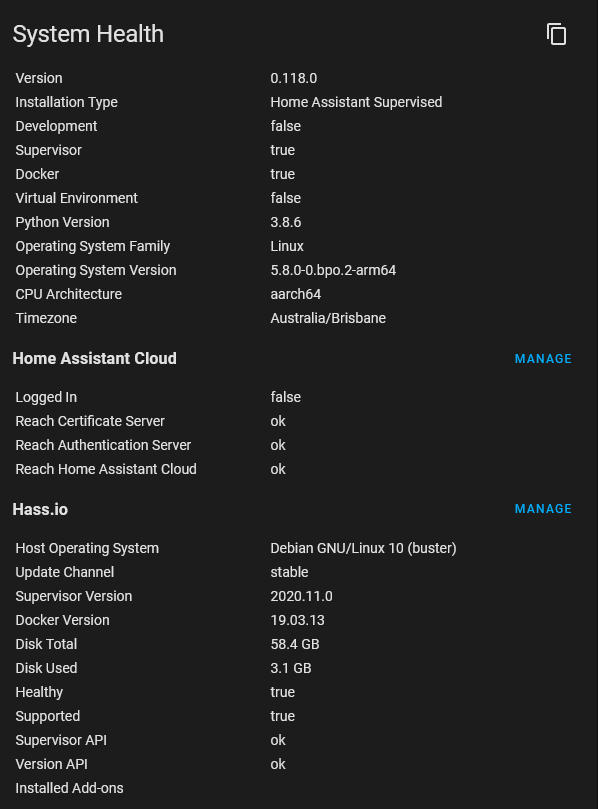 System Health
Version 0.118.0
Installation Type Home Assistant Supervised
Development false
Supervisor true
Docker true
Virtual Environment false
Python Version 3.8.6
Operating System Family Linux
Operating System Version 5.8.0-0.bpo.2-arm64
CPU Architecture aarch64
Timezone Australia/Brisbane
Home Assistant Cloud MANAGE
Logged In false
Reach Certificate Server ok
Reach Authentication Server ok
Reach Home Assistant Cloud ok
Hass.io MANAGE
Host Operating System Debian GNU/Linux 10 (buster)
Update Channel stable
Supervisor Version 2020.11.0
Docker Version 19.03.13
Disk Total 58.4 GB
Disk Used 3.1 GB
Healthy true
Supported true
Supervisor API ok
Version API ok
Installed Add-ons